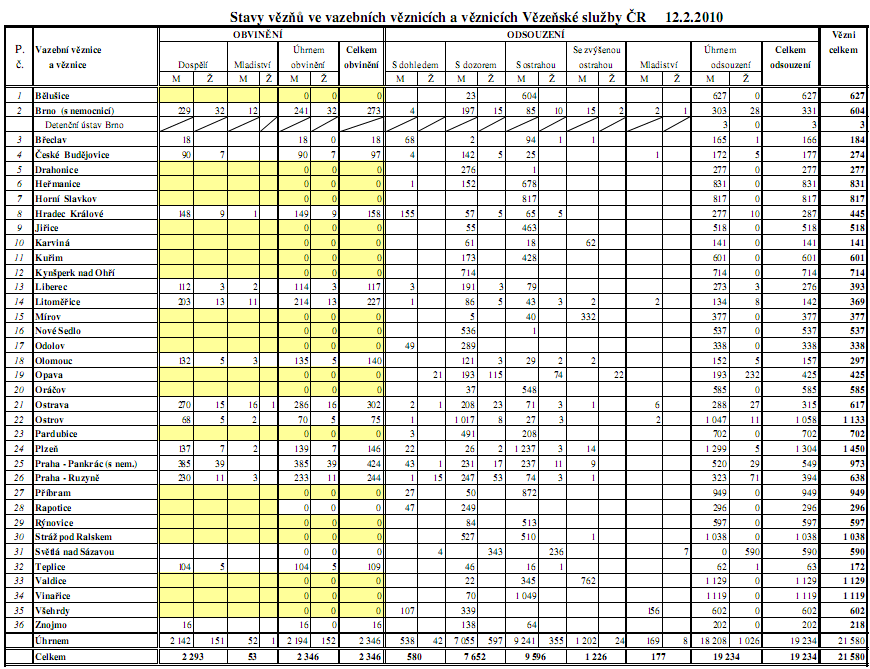 Stavy vězňů ve vazebních věznicích a věznicích Vězeňské služby ČR 12.2.2010
P. č. Vazební věznice a věznice OBVINĚNÍ ODSOUZENÍ Vězni celkem
Dospělí Mladiství Úhrnem obvinění Celkem obvinění S dohledem S dozorem S ostrahou Se zvýšenou ostrahou Mladiství Úhrnem odsouzení Celkem odsouzení
M Ž M Ž M Ž M Ž M Ž M Ž M Ž M Ž M Ž
1 Bělušice 0 0 0 23 604 627 0 627 627
2 Brno (s nemocnicí) 229 32 12 241 32 273 4 197 15 85 10 15 2 2 1 303 28 331 604
Detenční ústav Brno 3 0 3 3
3 Břeclav 18 18 0 18 68 2 94 1 1 165 1 166 184
4 České Budějovice 90 7 90 7 97 4 142 5 25 1 172 5 177 274
5 Drahonice 0 0 0 276 1 277 0 277 277
6 Heřmanice 0 0 0 1 152 678 831 0 831 831
7 Horní Slavkov 0 0 0 817 817 0 817 817
8 Hradec Králové 148 9 1 149 9 158 155 57 5 65 5 277 10 287 445
9 Jiřice 0 0 0 55 463 518 0 518 518
10 Karviná 0 0 0 61 18 62 141 0 141 141
11 Kuřim 0 0 0 173 428 601 0 601 601
12 Kynšperk nad Ohří 0 0 0 714 714 0 714 714
13 Liberec 112 3 2 114 3 117 3 191 3 79 273 3 276 393
14 Litoměřice 203 13 11 214 13 227 1 86 5 43 3 2 2 134 8 142 369
15 Mírov 0 0 0 5 40 332 377 0 377 377
16 Nové Sedlo 0 0 0 536 1 537 0 537 537
17 Odolov 0 0 0 49 289 338 0 338 338
18 Olomouc 132 5 3 135 5 140 121 3 29 2 2 152 5 157 297
19 Opava 0 0 0 21 193 115 74 22 193 232 425 425
20 Oráčov 0 0 0 37 548 585 0 585 585
21 Ostrava 270 15 16 1 286 16 302 2 1 208 23 71 3 1 6 288 27 315 617
22 Ostrov 68 5 2 70 5 75 1 1 017 8 27 3 2 1 047 11 1 058 1 133
23 Pardubice 0 0 0 3 491 208 702 0 702 702
24 Plzeň 137 7 2 139 7 146 22 26 2 1 237 3 14 1 299 5 1 304 1 450
25 Praha - Pankrác (s nem.) 385 39 385 39 424 43 1 231 17 237 11 9 520 29 549 973
26 Praha - Ruzyně 230 11 3 233 11 244 1 15 247 53 74 3 1 323 71 394 638
27 Příbram 0 0 0 27 50 872 949 0 949 949
28 Rapotice 0 0 0 47 249 296 0 296 296
29 Rýnovice 0 0 0 84 513 597 0 597 597
30 Stráž pod Ralskem 0 0 0 527 510 1 1 038 0 1 038 1 038
31 Světlá nad Sázavou 0 0 0 4 343 236 7 0 590 590 590
32 Teplice 104 5 104 5 109 46 16 1 62 1 63 172
33 Valdice 0 0 0 22 345 762 1 129 0 1 129 1 129
34 Vinařice 0 0 0 70 1 049 1 119 0 1 119 1 119
35 Všehrdy 0 0 0 107 339 156 602 0 602 602
36 Znojmo 16 16 0 16 138 64 202 0 202 218
Úhrnem 2 142 151 52 1 2 194 152 2 346 538 42 7 055 597 9 241 355 1 202 24 169 8 18 208 1 026 19 234 21 580
Celkem 2 293 53 2 346 2 346 580 7 652 9 596 1 226 177 19 234 19 234 21 580